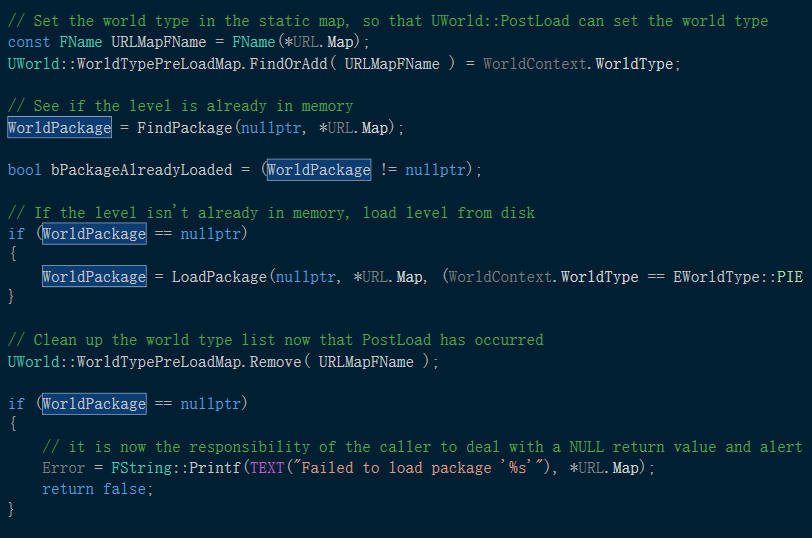 // Set the world type in the static map, so that UWorld::PostLoad can set the world type
const FName URLMapFName = FName(*URL.Map);
UWorld::WorldTypePreLoadMap.FindOrAdd( URLMapFName ) = WorldContext.WorldType;
// See if the level is already in memory
WorldPackage = FindPackage(nullptr, *URL.Map);
bool bPackageAlreadyLoaded = (WorldPackage != nullptr);
// If the level isn't already in memory, load level from disk
if (WorldPackage == nullptr)
{
    WorldPackage = LoadPackage(nullptr, *URL.Map, (WorldContext.WorldType == EWorldType::PIE
}
// Clean up the world type list now that PostLoad has occurred
UWorld::WorldTypePreLoadMap.Remove( URLMapFName );
if (WorldPackage == nullptr)
{
    // it is now the responsibility of the caller to deal with a NULL return value and alert
    Error = FString::Printf(TEXT("Failed to load package '%s'"), *URL.Map);
    return false;
}